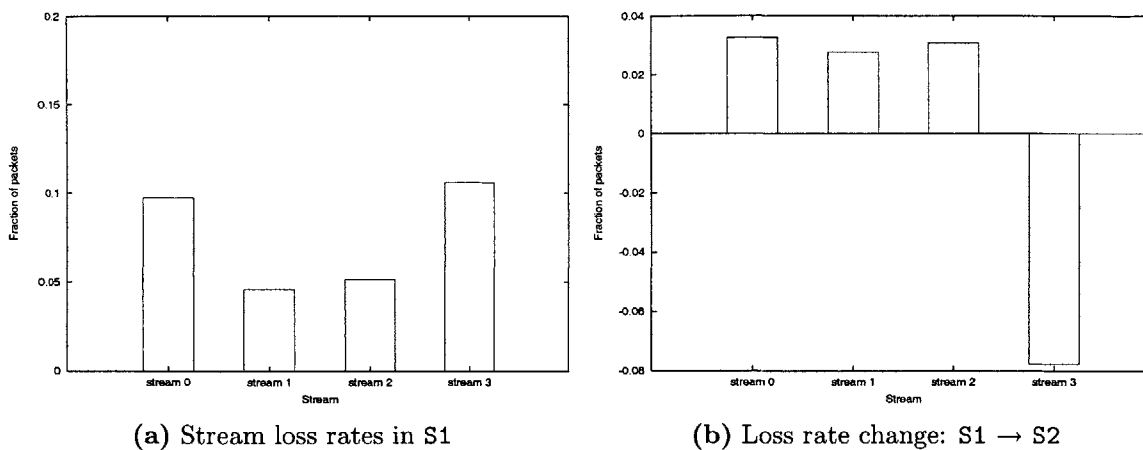 0.2
0.15
0.1
0.05
0
Fraction of packets
stream 0 stream 1 stream 2 stream 3
Stream
(a) Stream loss rates in S1
0.04
0.02
0
-0.02
-0.04
-0.06
-0.08
Fraction of packets
stream 0 stream 1 stream 2 stream 3
Stream
(b) Loss rate change: S1 → S2